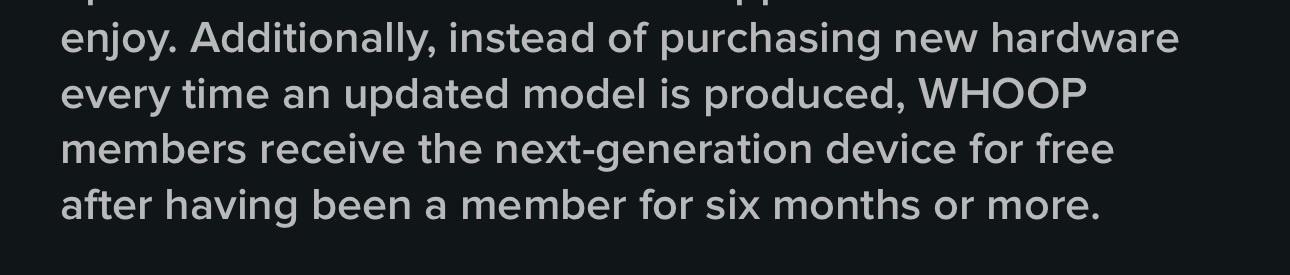 enjoy. Additionally, instead of purchasing new hardware
every time an updated model is produced, WHOOP
members receive the next-generation device for free
after having been a member for six months or more.